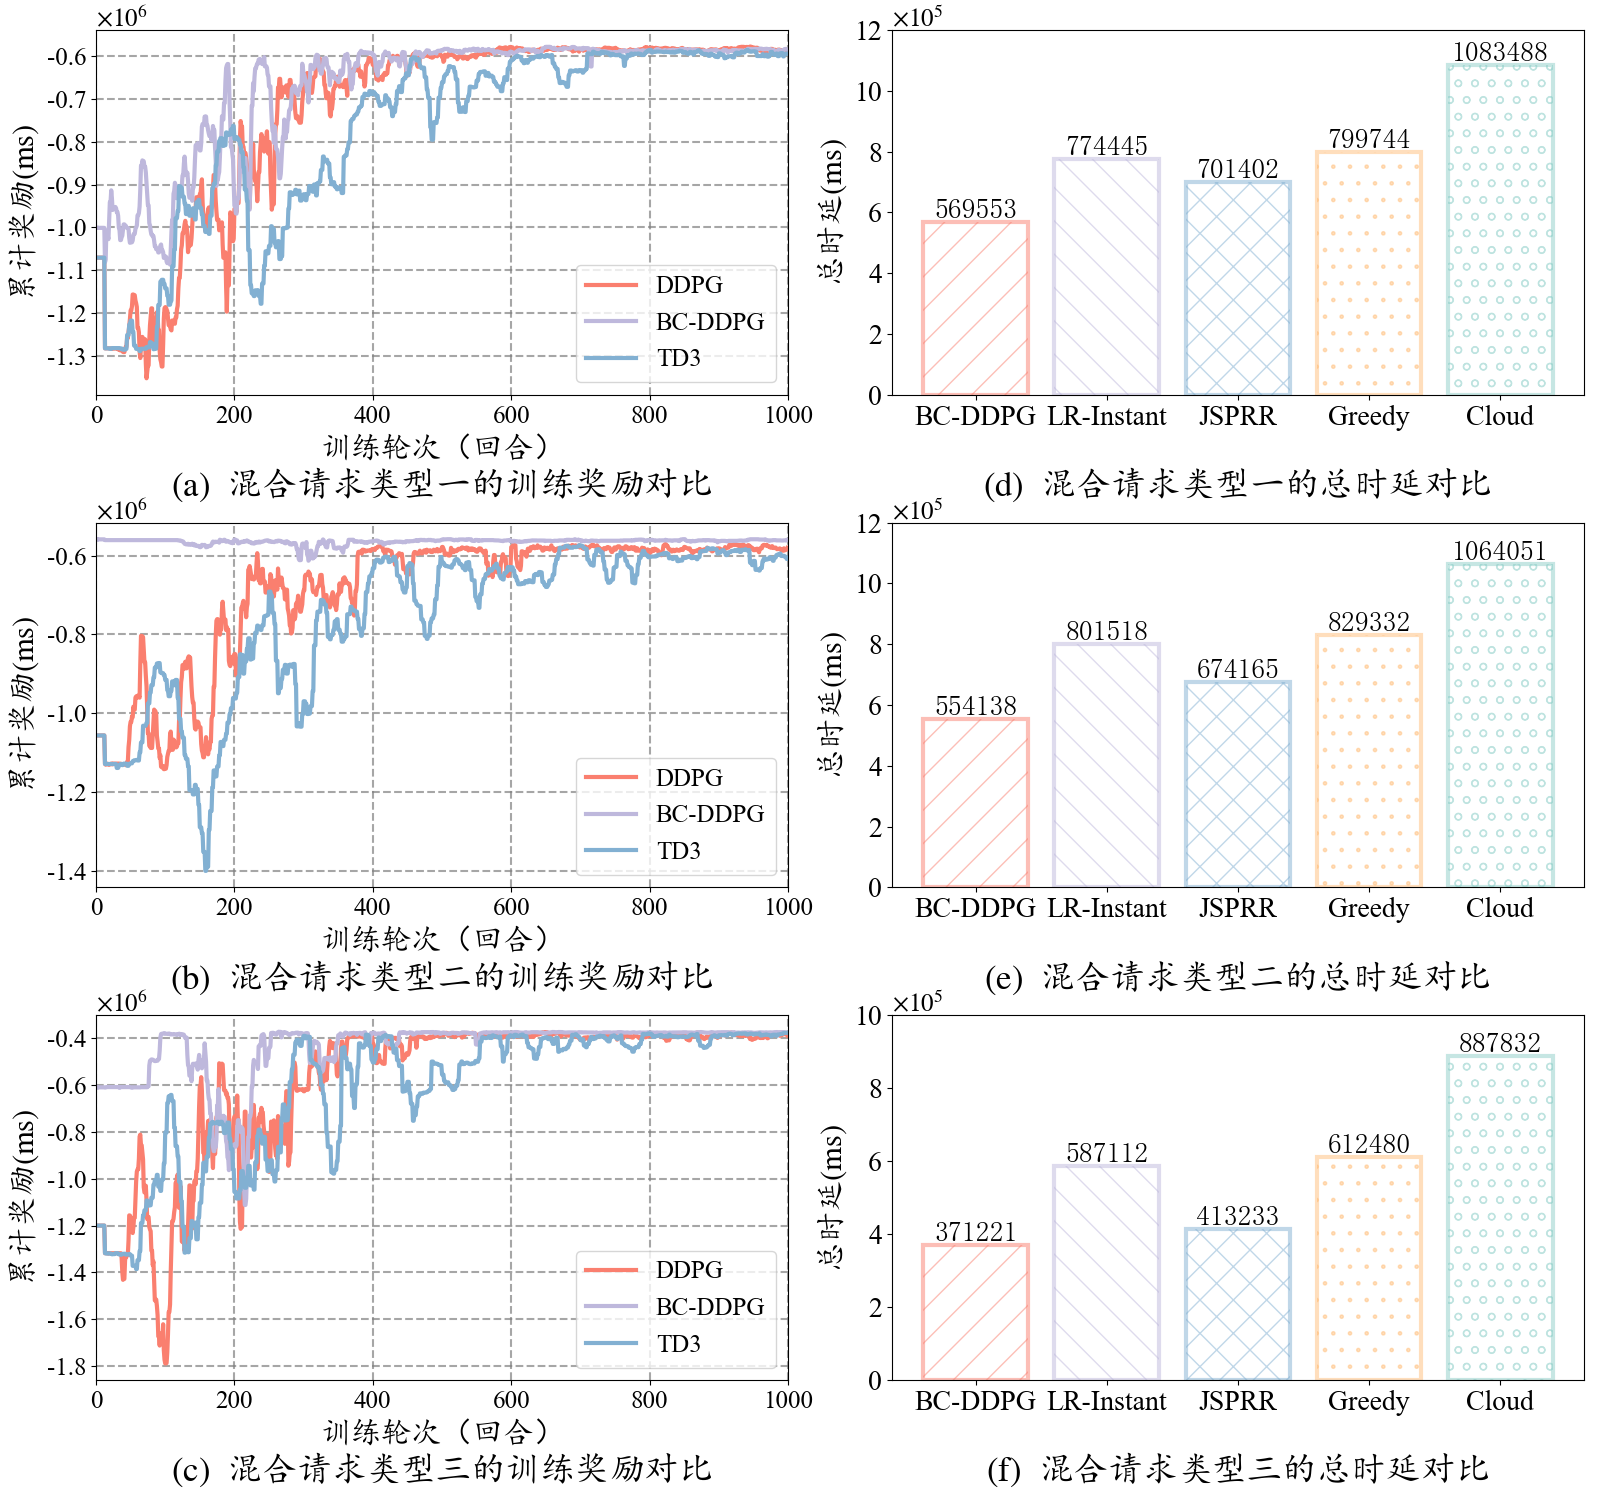 ×10⁶
-0.6
-0.7
-0.8
-0.9
-1.0
-1.1
-1.2
-1.3
累计奖励(ms)
DDPG
BC-DDPG
TD3
0 200 400 600 800 1000
训练轮次（回合）
(a) 混合请求类型一的训练奖励对比
×10⁵
12
10
8
6
4
2
0
总时延(ms)
569553
774445
701402
799744
1083488
BC-DDPG LR-Instant JSPRR Greedy Cloud
(d) 混合请求类型一的总时延对比
×10⁶
-0.6
-0.8
-1.0
-1.2
-1.4
累计奖励(ms)
DDPG
BC-DDPG
TD3
0 200 400 600 800 1000
训练轮次（回合）
(b) 混合请求类型二的训练奖励对比
×10⁵
12
10
8
6
4
2
0
总时延(ms)
554138
801518
674165
829332
1064051
BC-DDPG LR-Instant JSPRR Greedy Cloud
(e) 混合请求类型二的总时延对比
×10⁶
-0.4
-0.6
-0.8
-1.0
-1.2
-1.4
-1.6
-1.8
累计奖励(ms)
DDPG
BC-DDPG
TD3
0 200 400 600 800 1000
训练轮次（回合）
(c) 混合请求类型三的训练奖励对比
×10⁵
10
8
6
4
2
0
总时延(ms)
371221
587112
413233
612480
887832
BC-DDPG LR-Instant JSPRR Greedy Cloud
(f) 混合请求类型三的总时延对比